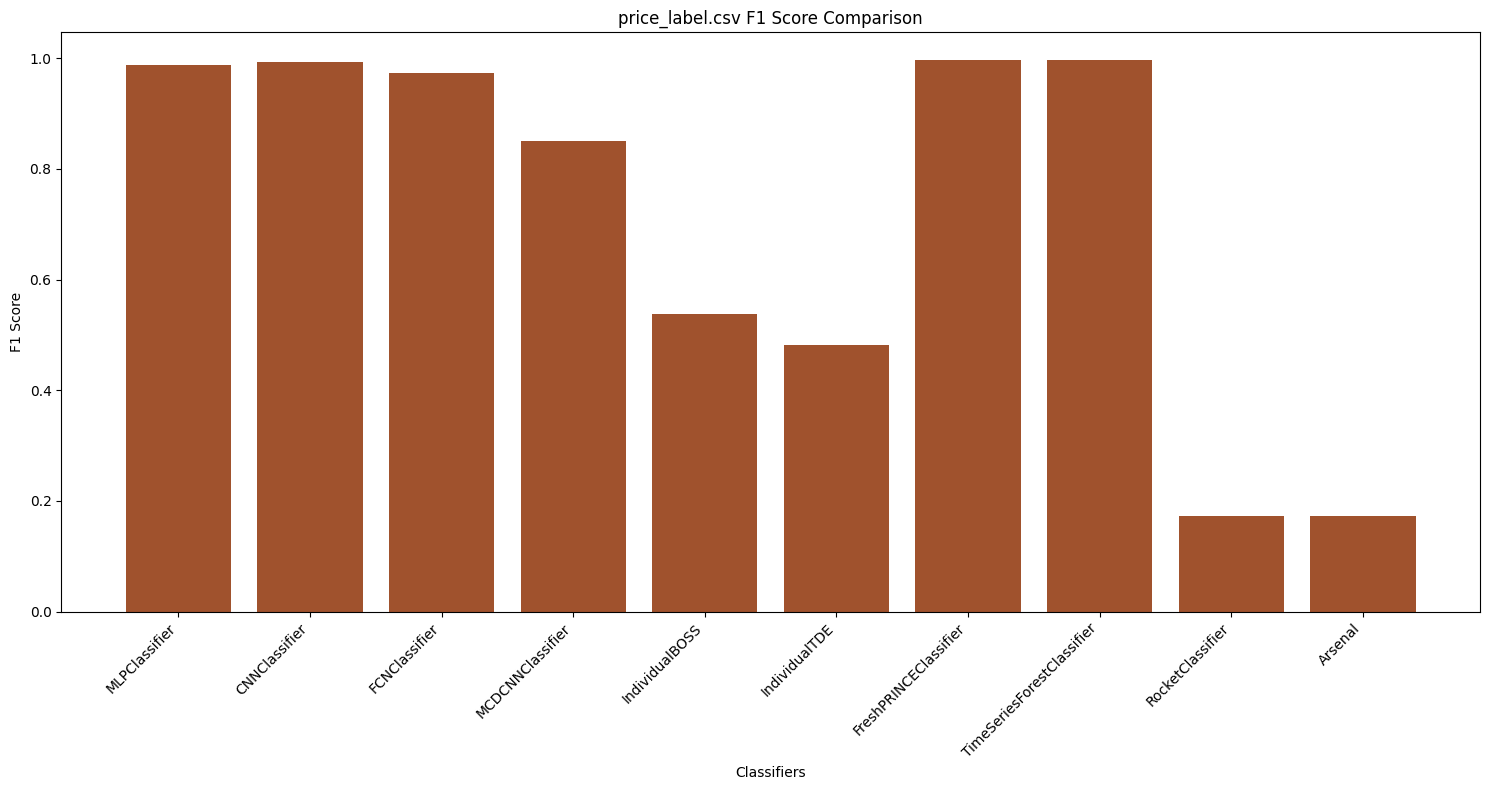 price_label.csv F1 Score Comparison
F1 Score
1.0
0.8
0.6
0.4
0.2
0.0
MLPClassifier
CNNClassifier
FCNClassifier
MCDCNNClassifier
IndividualBOSS
IndividualTDE
FreshPRINCEClassifier
TimeSeriesForestClassifier
RocketClassifier
Arsenal
Classifiers